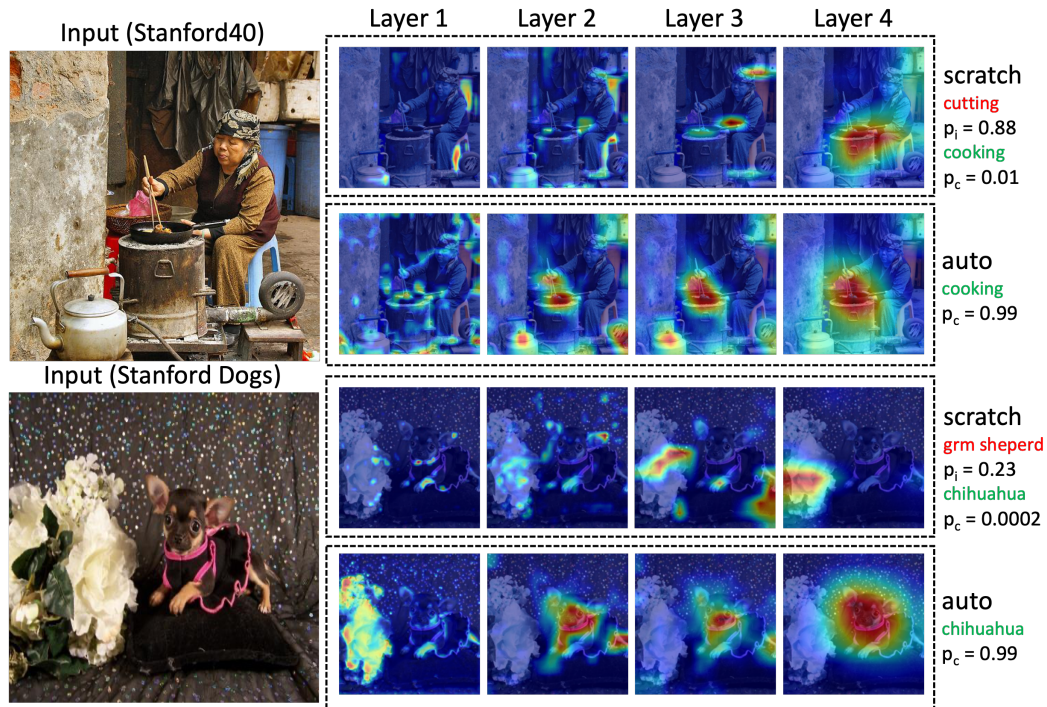 Input (Stanford40)
Layer 1
Layer 2
Layer 3
Layer 4
scratch
cutting
p_i = 0.88
cooking
p_c = 0.01
auto
cooking
p_c = 0.99
Input (Stanford Dogs)
scratch
grm sheperd
p_i = 0.23
chihuahua
p_c = 0.0002
auto
chihuahua
p_c = 0.99